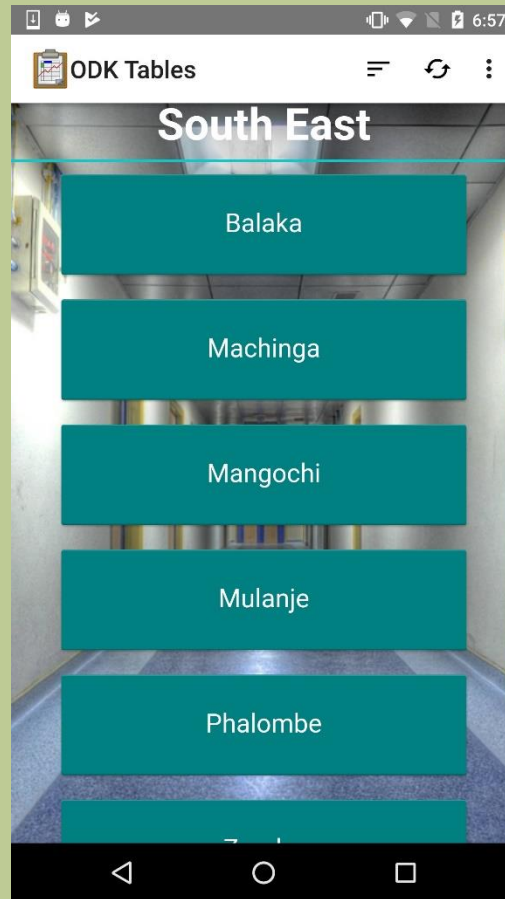 6:57
ODK Tables
South East
Balaka
Machinga
Mangochi
Mulanje
Phalombe